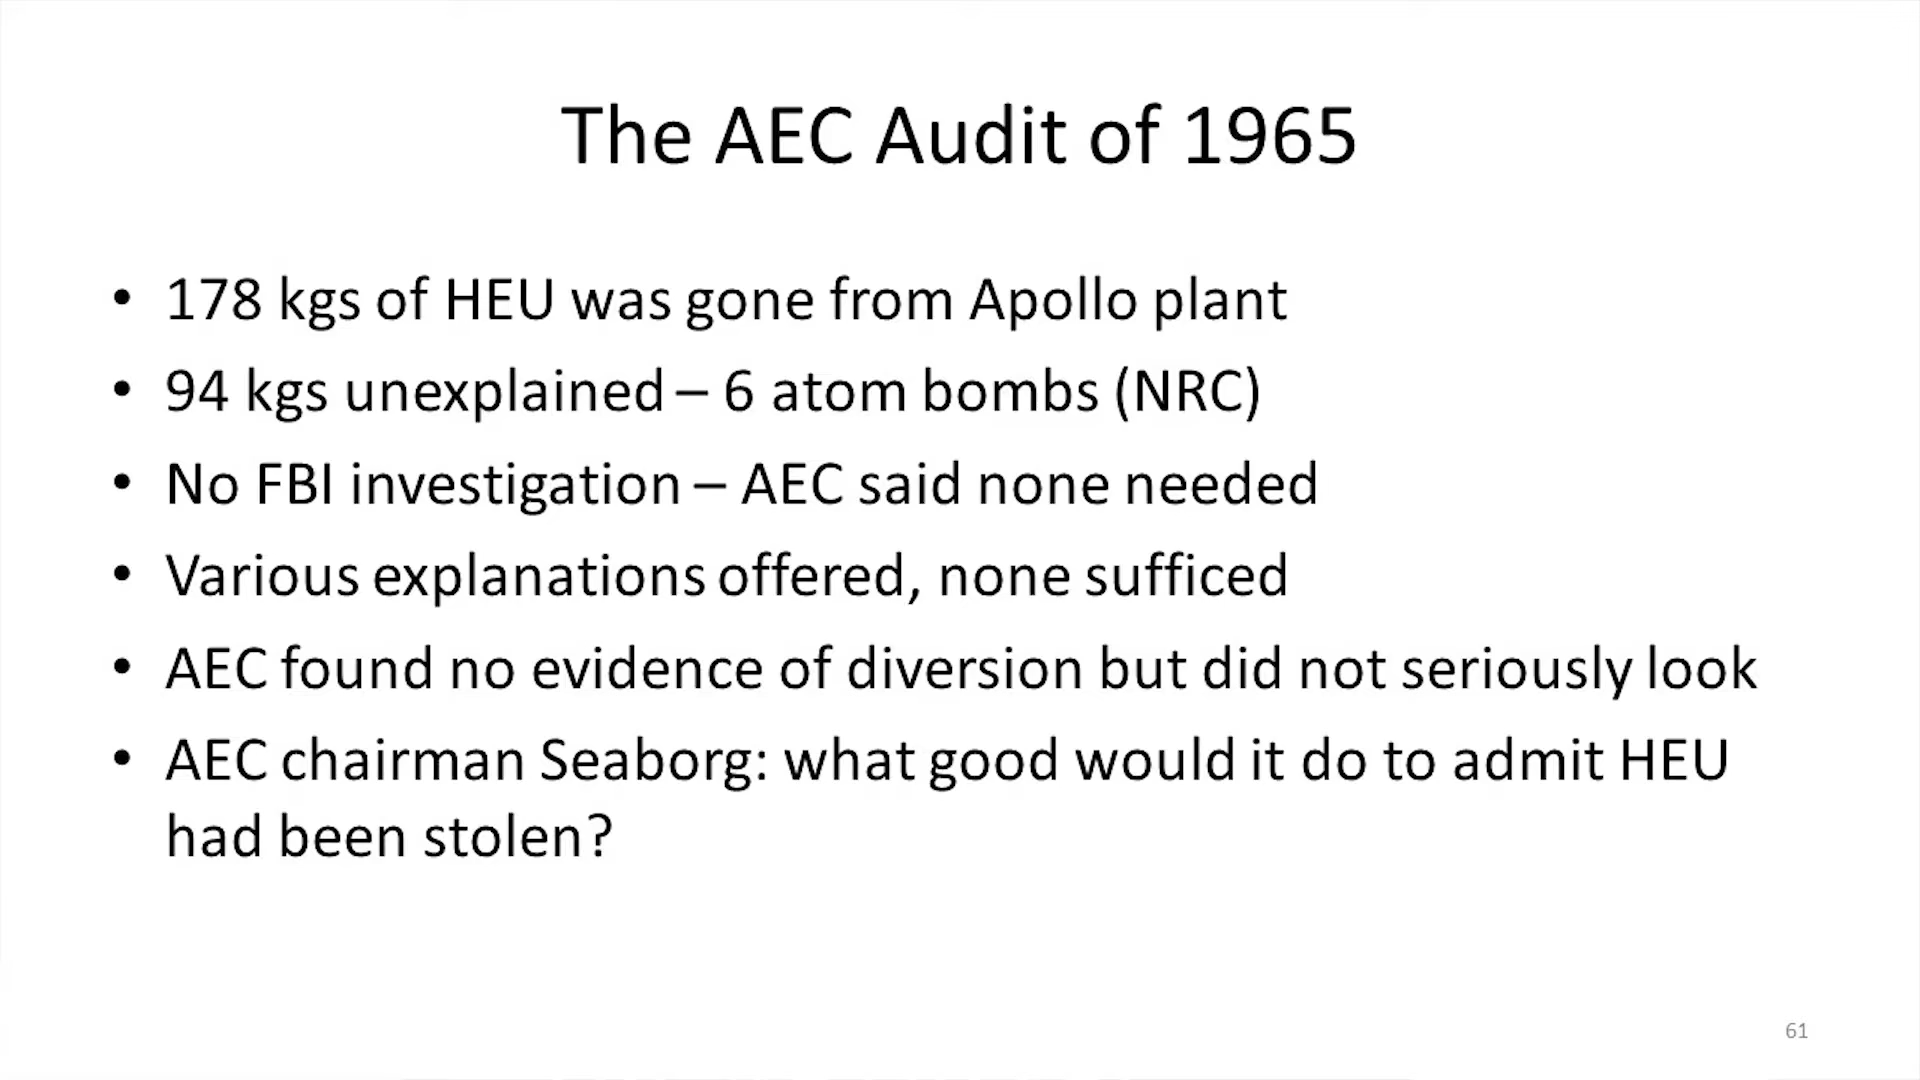 The AEC Audit of 1965
• 178 kgs of HEU was gone from Apollo plant
• 94 kgs unexplained – 6 atom bombs (NRC)
• No FBI investigation – AEC said none needed
• Various explanations offered, none sufficed
• AEC found no evidence of diversion but did not seriously look
• AEC chairman Seaborg: what good would it do to admit HEU
had been stolen?
61